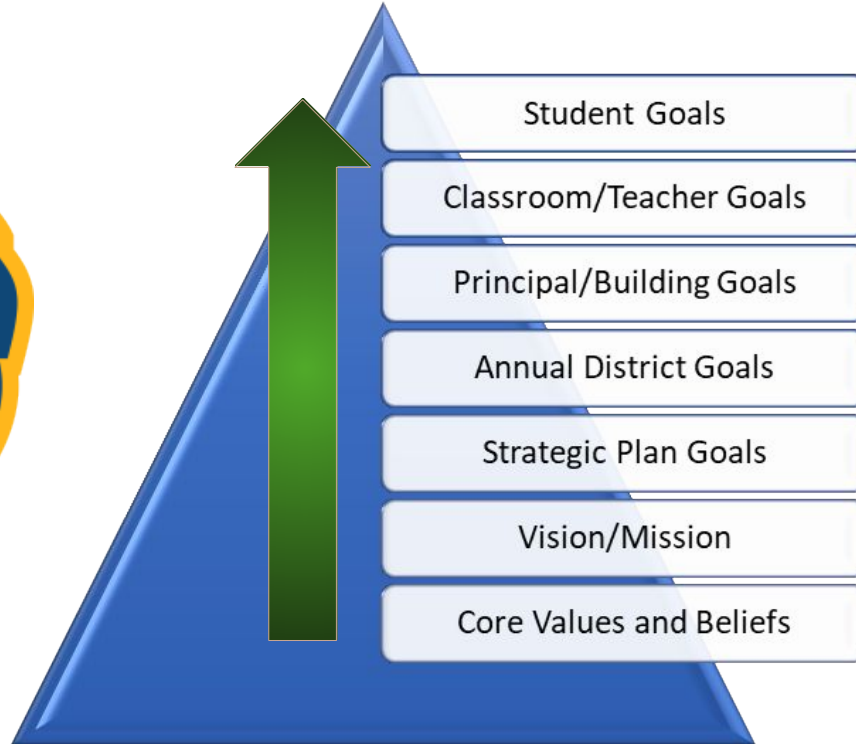 Student Goals
Classroom/Teacher Goals
Principal/Building Goals
Annual District Goals
Strategic Plan Goals
Vision/Mission
Core Values and Beliefs